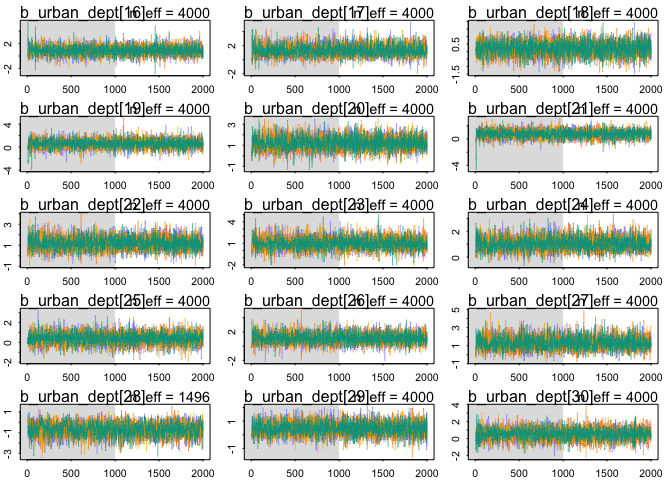 b_urban_dept[16] n_eff = 4000 b_urban_dept[17] n_eff = 4000 b_urban_dept[18] n_eff = 4000
2 2 0.5
-2 -2 -1.5
0 500 1000 1500 2000 0 500 1000 1500 2000 0 500 1000 1500 2000
b_urban_dept[19] n_eff = 4000 b_urban_dept[20] n_eff = 4000 b_urban_dept[21] n_eff = 4000
4 3
0 1 0
-4 -1 -4
0 500 1000 1500 2000 0 500 1000 1500 2000 0 500 1000 1500 2000
b_urban_dept[22] n_eff = 4000 b_urban_dept[23] n_eff = 4000 b_urban_dept[24] n_eff = 4000
3 4 2
1 1 0
-1 -2
0 500 1000 1500 2000 0 500 1000 1500 2000 0 500 1000 1500 2000
b_urban_dept[25] n_eff = 4000 b_urban_dept[26] n_eff = 4000 b_urban_dept[27] n_eff = 4000
2 2 5
0 1
-2 -2 -1
0 500 1000 1500 2000 0 500 1000 1500 2000 0 500 1000 1500 2000
b_urban_dept[28] n_eff = 1496 b_urban_dept[29] n_eff = 4000 b_urban_dept[30] n_eff = 4000
1 1 4
-1 -1 2
-3 0
-2
0 500 1000 1500 2000 0 500 1000 1500 2000 0 500 1000 1500 2000